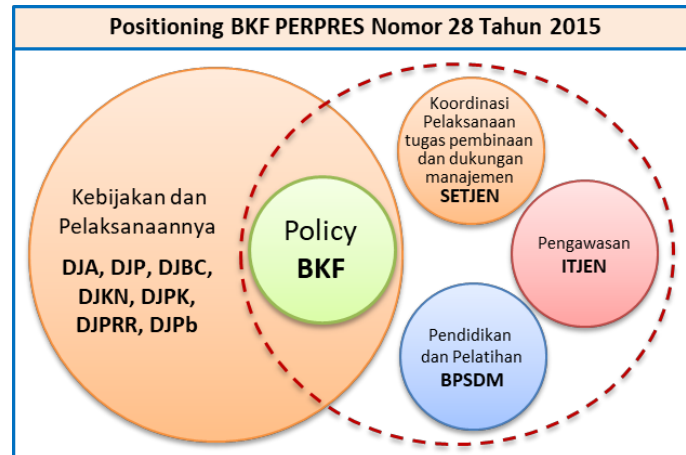 Positioning BKF PERPRES Nomor 28 Tahun 2015
Kebijakan dan
Pelaksanaannya
DJA, DJP, DJBC,
DJKN, DJPK,
DJPRR, DJPb
Policy
BKF
Koordinasi
Pelaksanaan
tugas pembinaan
dan dukungan
manajemen
SETJEN
Pengawasan
ITJEN
Pendidikan
dan Pelatihan
BPSDM